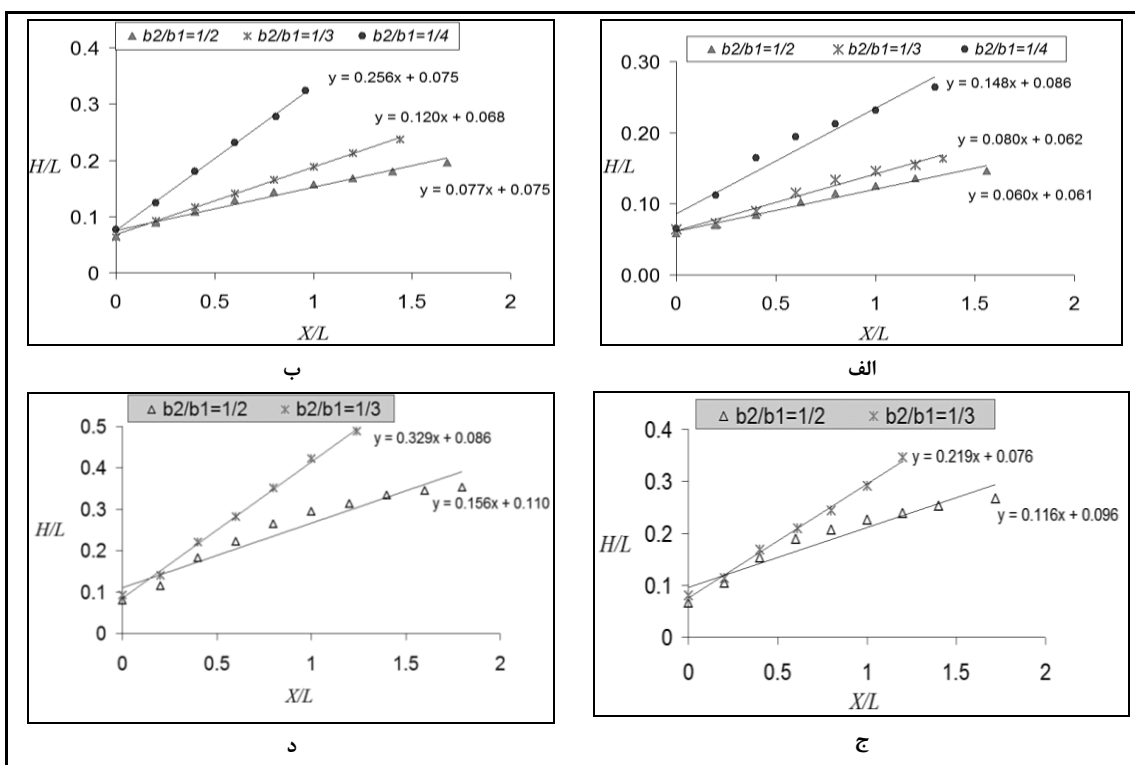 b2/b1=1/2 b2/b1=1/3 b2/b1=1/4
0.30
0.20
0.10
0.00
H/L
y = 0.148x + 0.086
y = 0.080x + 0.062
y = 0.060x + 0.061
0 0.5 1 1.5 2
X/L
الف
b2/b1=1/2 b2/b1=1/3 b2/b1=1/4
0.4
0.3
0.2
0.1
0
H/L
y = 0.256x + 0.075
y = 0.120x + 0.068
y = 0.077x + 0.075
0 0.5 1 1.5 2
X/L
ب
b2/b1=1/2 b2/b1=1/3
0.4
0.3
0.2
0.1
0
H/L
y = 0.219x + 0.076
y = 0.116x + 0.096
0 0.5 1 1.5 2
X/L
ج
b2/b1=1/2 b2/b1=1/3
0.5
0.4
0.3
0.2
0.1
0
H/L
y = 0.329x + 0.086
y = 0.156x + 0.110
0 0.5 1 1.5 2
X/L
د